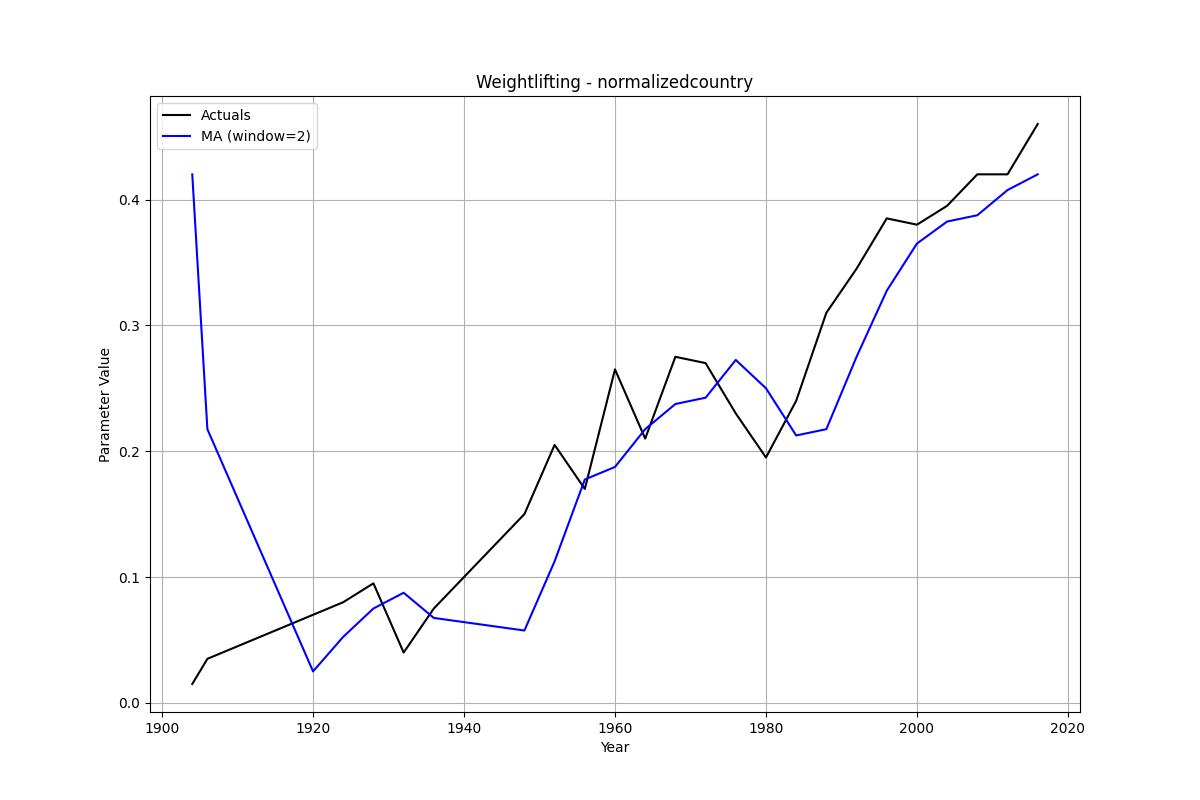 Weightlifting - normalizedcountry
Actuals
MA (window=2)
Parameter Value
0.4
0.3
0.2
0.1
0.0
1900 1920 1940 1960 1980 2000 2020
Year